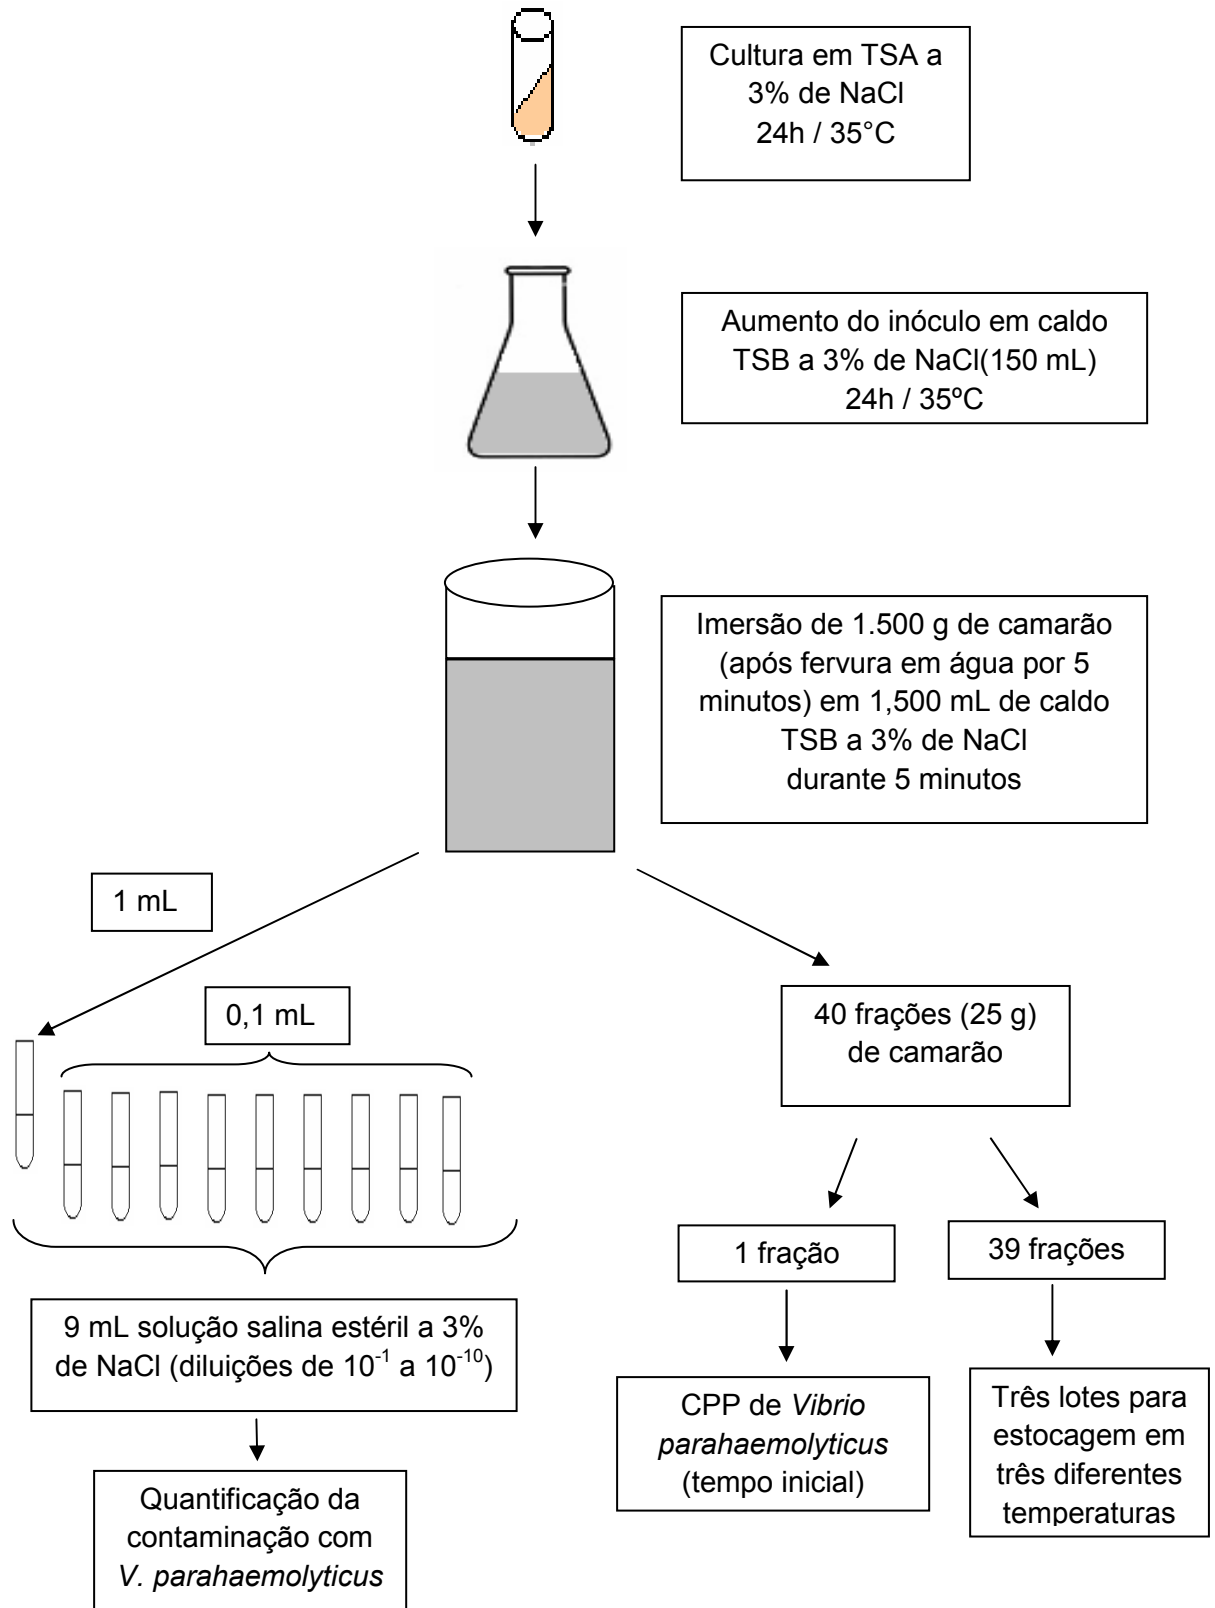 Cultura em TSA a
3% de NaCl
24h / 35°C
Aumento do inóculo em caldo
TSB a 3% de NaCl(150 mL)
24h / 35ºC
Imersão de 1.500 g de camarão
(após fervura em água por 5
minutos) em 1,500 mL de caldo
TSB a 3% de NaCl
durante 5 minutos
1 mL
0,1 mL
40 frações (25 g)
de camarão
1 fração
39 frações
9 mL solução salina estéril a 3%
de NaCl (diluições de 10⁻¹ a 10⁻¹⁰)
CPP de Vibrio
parahaemolyticus
(tempo inicial)
Três lotes para
estocagem em
três diferentes
temperaturas
Quantificação da
contaminação com
V. parahaemolyticus